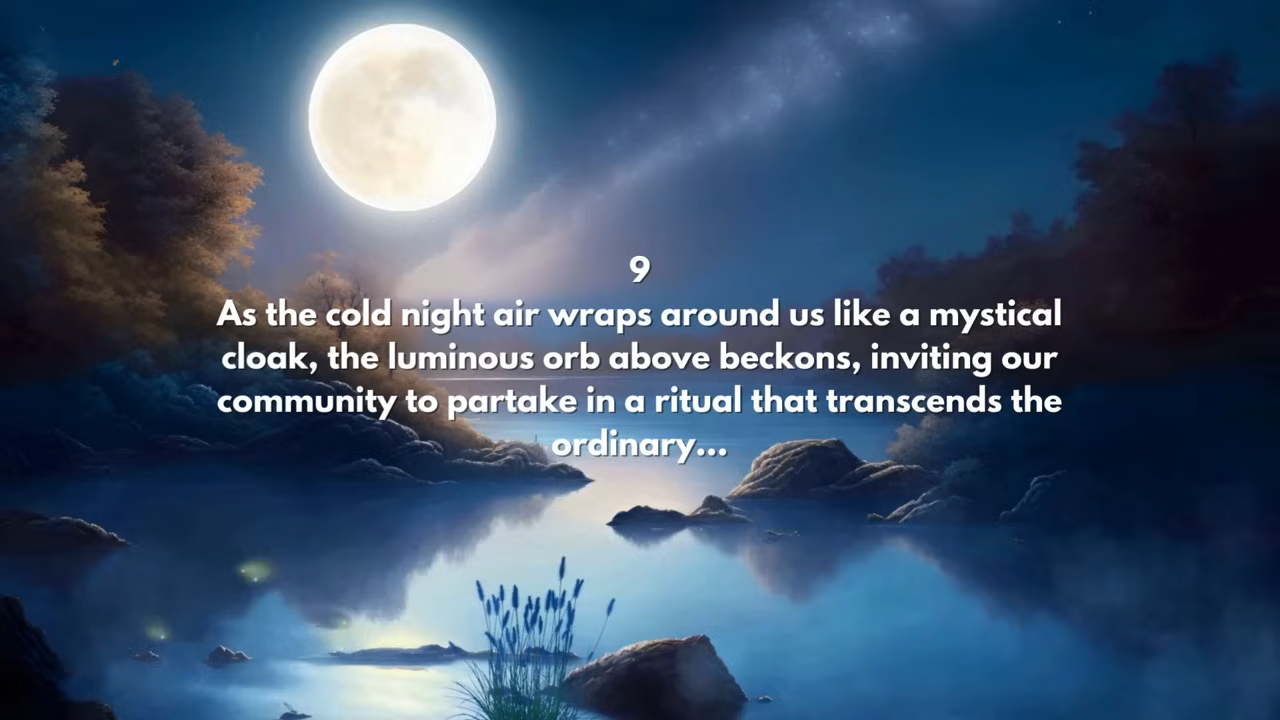 9
As the cold night air wraps around us like a mystical
cloak, the luminous orb above beckons, inviting our
community to partake in a ritual that transcends the
ordinary...